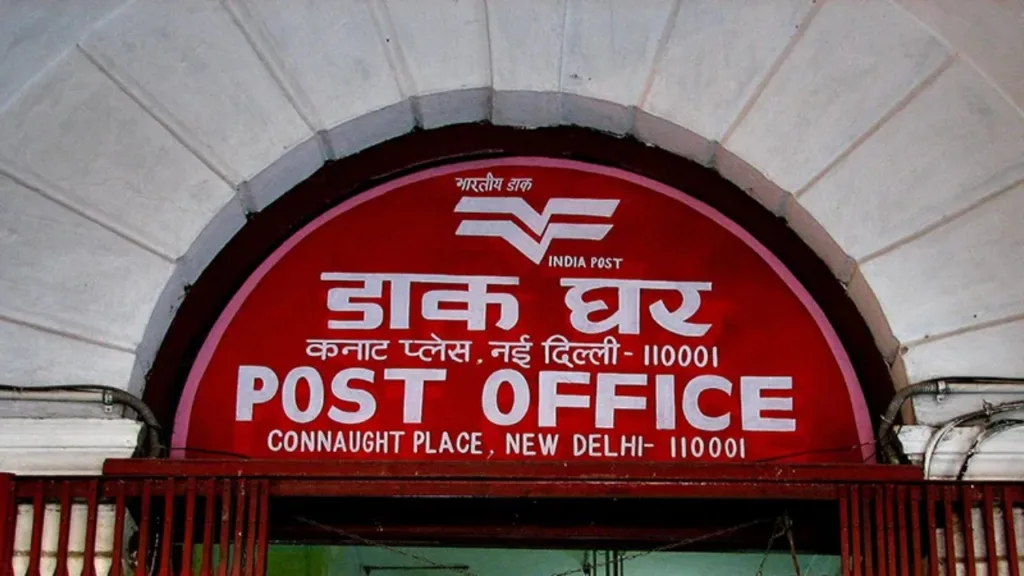 भारतीय डाक
INDIA POST
डाक घर
कनाट प्लेस, नई दिल्ली - 110001
POST OFFICE
CONNAUGHT PLACE, NEW DELHI- 110001